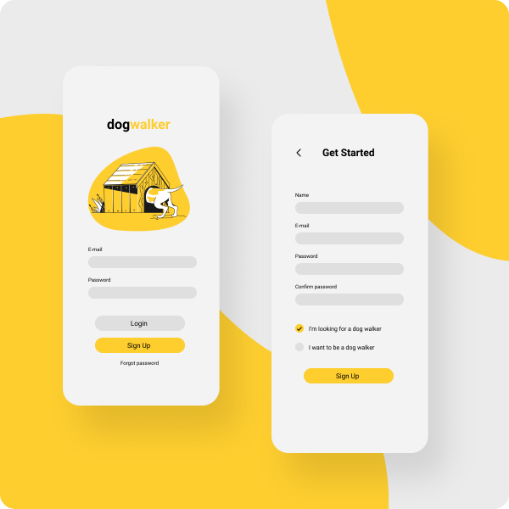 dogwalker
E-mail
Password
Login
Sign Up
Forgot password
Get Started
Name
E-mail
Password
Confirm password
I'm looking for a dog walker
I want to be a dog walker
Sign Up